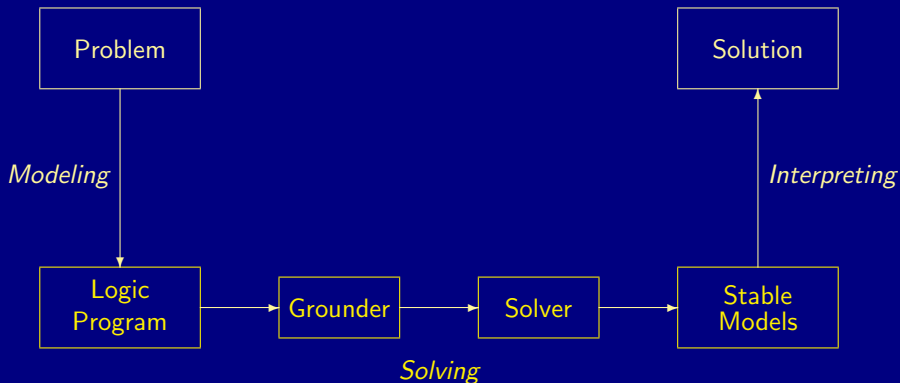 Problem
Solution
Modeling
Interpreting
Logic
Program
Grounder
Solver
Stable
Models
Solving